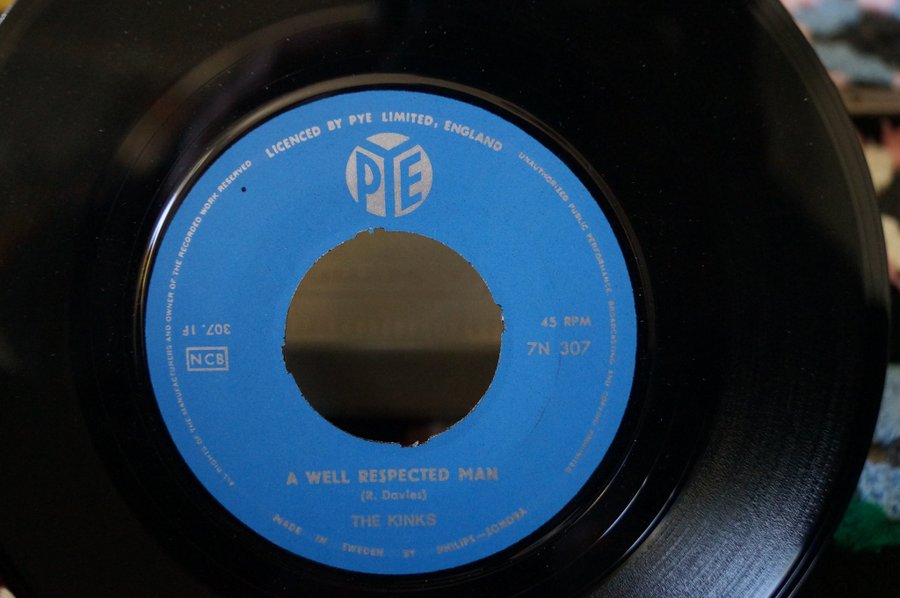 LICENCED BY PYE LIMITED, ENGLAND
UNAUTHORISED PUBLIC PERFORMANCE BROADCASTING AND COPYING PROHIBITED
ALL RIGHTS OF THE MANUFACTURERS AND OWNER OF THE RECORDED WORK RESERVED
PYE
307.1F
NCB
45 RPM
7N 307
A WELL RESPECTED MAN
(R. Davies)
THE KINKS
MADE IN SWEDEN BY PHILIPS-SONORA